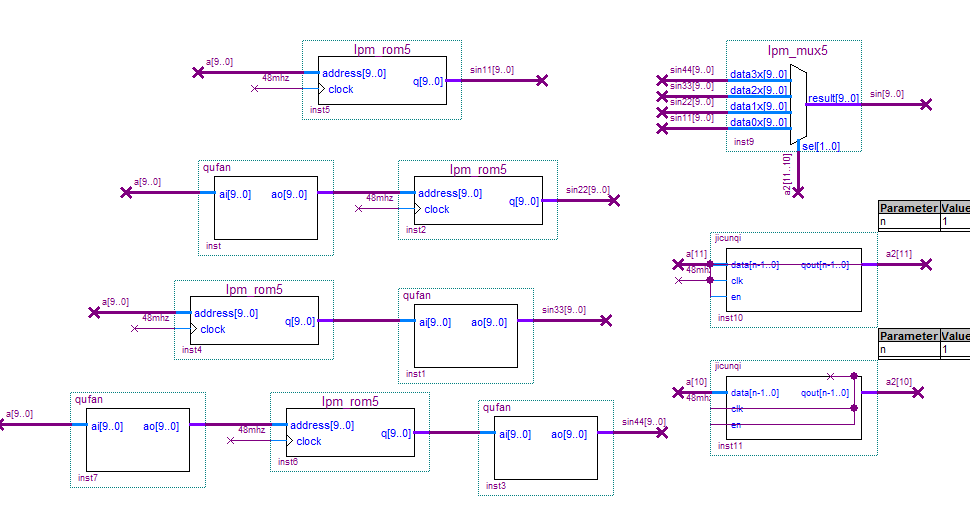 lpm_rom5
a[9..0]
address[9..0]
48mhz
clock
q[9..0]
sin11[9..0]
inst5
lpm_mux5
sin44[9..0]
data3x[9..0]
sin33[9..0]
data2x[9..0]
sin22[9..0]
data1x[9..0]
sin11[9..0]
data0x[9..0]
result[9..0]
sin[9..0]
inst9
sel[1..0]
a2[11..10]
qufan
a[9..0]
ai[9..0]
ao[9..0]
inst
lpm_rom5
address[9..0]
48mhz
clock
q[9..0]
sin22[9..0]
inst2
Parameter Value
n 1
jicunqi
a[11]
data[n-1..0]
qout[n-1..0]
a2[11]
48mh
clk
en
inst10
lpm_rom5
a[9..0]
address[9..0]
48mhz
clock
q[9..0]
inst4
qufan
ai[9..0]
ao[9..0]
sin33[9..0]
inst1
Parameter Value
n 1
jicunqi
a[10]
data[n-1..0]
qout[n-1..0]
a2[10]
48mh
clk
en
inst11
qufan
a[9..0]
ai[9..0]
ao[9..0]
inst7
lpm_rom5
address[9..0]
48mhz
clock
q[9..0]
inst6
qufan
ai[9..0]
ao[9..0]
sin44[9..0]
inst3